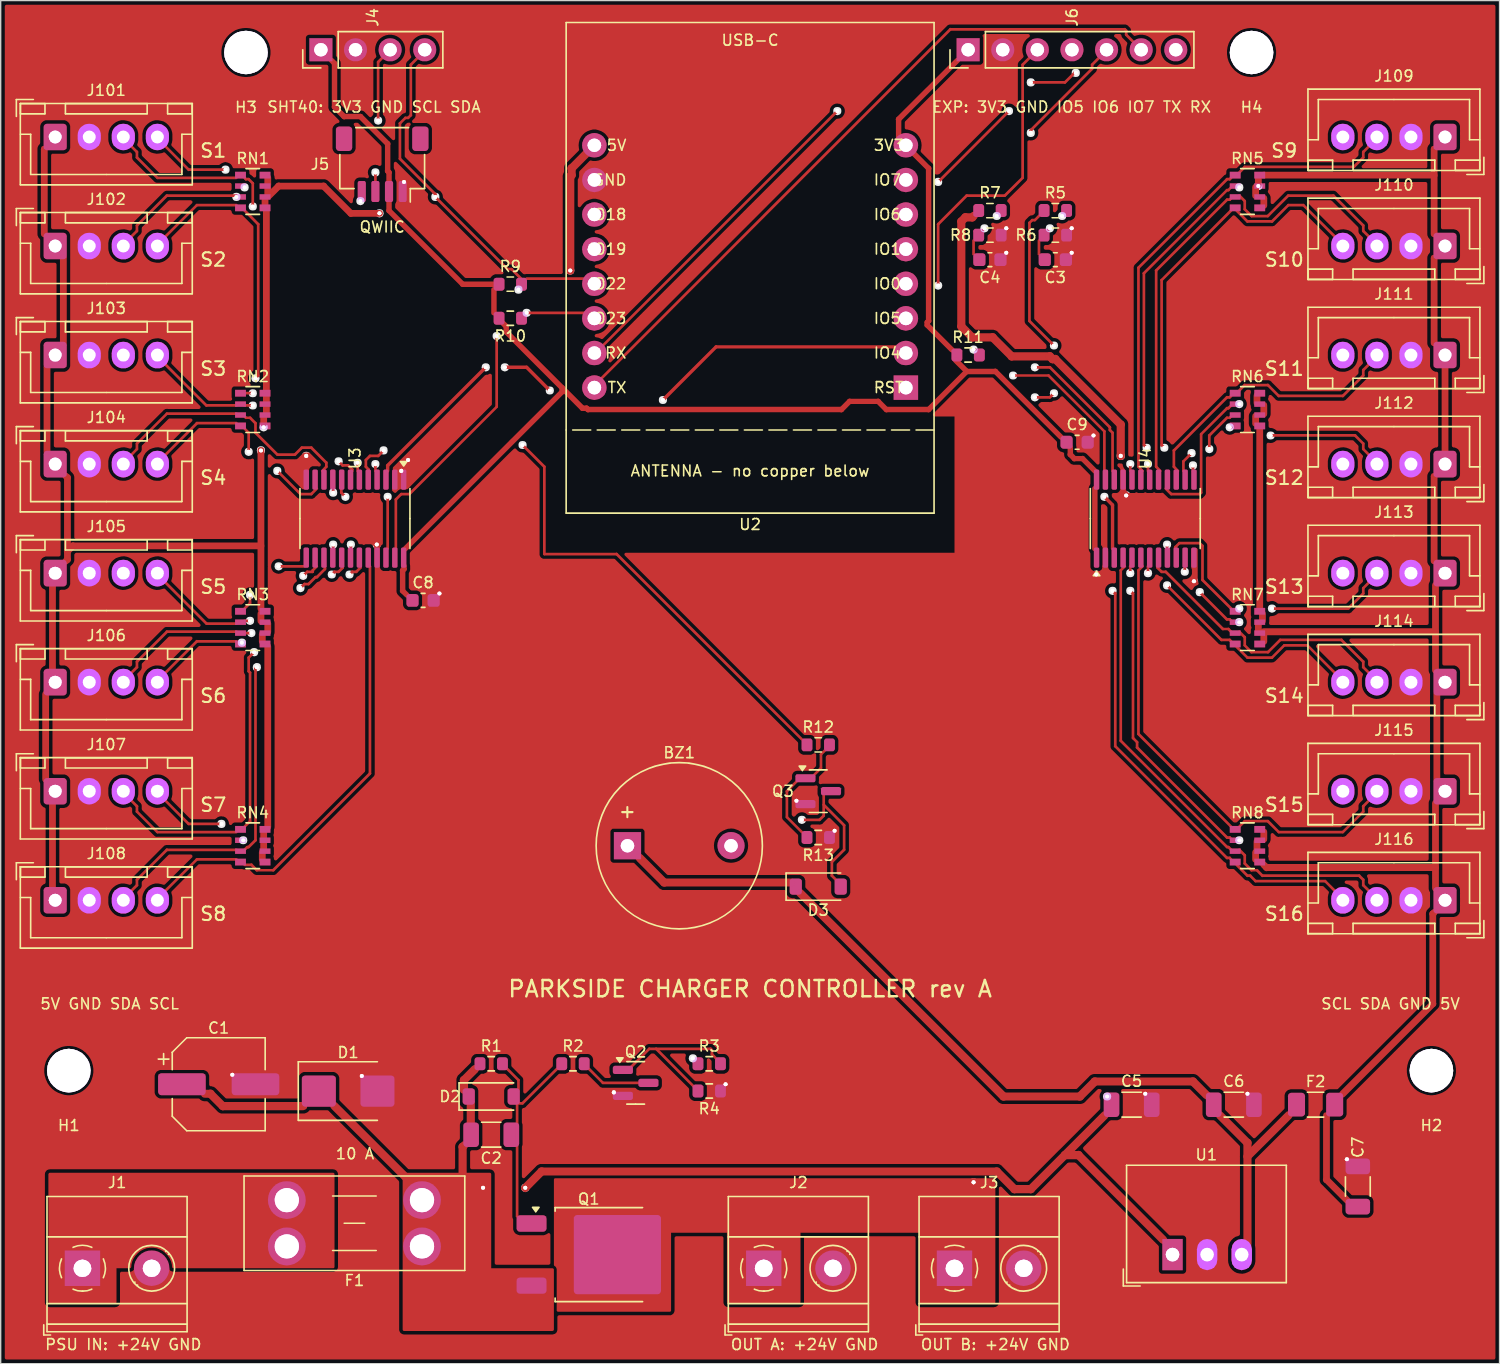 J4
USB-C
J6
J101
H3 SHT40: 3V3 GND SCL SDA
EXP: 3V3 GND IO5 IO6 IO7 TX RX
H4
J109
S1
RN1
J5
5V
3V3
RN5
S9
J102
GND
IO7
R7
R5
J110
QWIIC
IO18
IO6
S2
R9
IO19
IO1
R8
R6
S10
J103
IO22
IO0
C4
C3
J111
R10
IO23
IO5
S3
RN2
RX
IO4
R11
RN6
S11
J104
TX
RST
J112
C9
S4
U3
ANTENNA – no copper below
U4
S12
J105
U2
J113
S5
RN3
C8
RN7
S13
J106
J114
S6
S14
J107
BZ1
R12
J115
S7
RN4
+
Q3
RN8
S15
J108
R13
J116
S8
D3
S16
PARKSIDE CHARGER CONTROLLER rev A
5V GND SDA SCL
SCL SDA GND 5V
C1
+
D1
R1
R2
Q2
R3
C5
C6
F2
D2
R4
H1
H2
10 A
C2
C7
U1
J1
Q1
J2
J3
F1
PSU IN: +24V GND
OUT A: +24V GND
OUT B: +24V GND